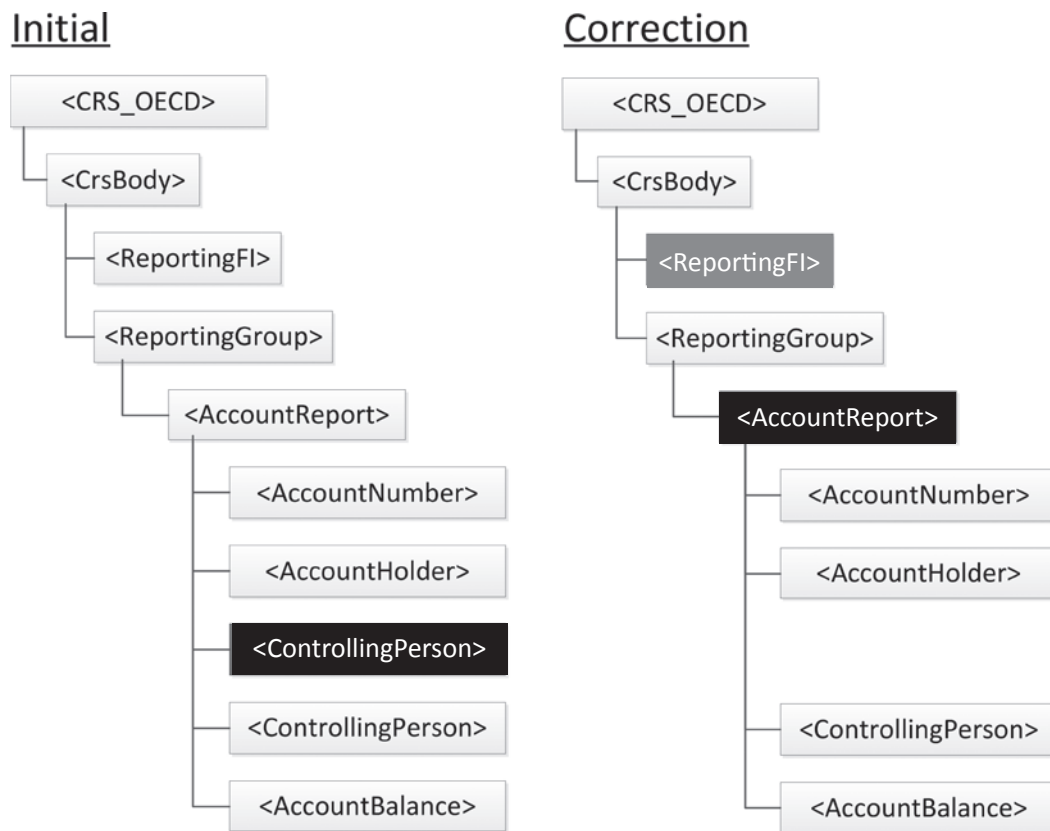 Initial
<CRS_OECD>
<CrsBody>
<ReportingFI>
<ReportingGroup>
<AccountReport>
<AccountNumber>
<AccountHolder>
<ControllingPerson>
<ControllingPerson>
<AccountBalance>
Correction
<CRS_OECD>
<CrsBody>
<ReportingFI>
<ReportingGroup>
<AccountReport>
<AccountNumber>
<AccountHolder>
<ControllingPerson>
<AccountBalance>